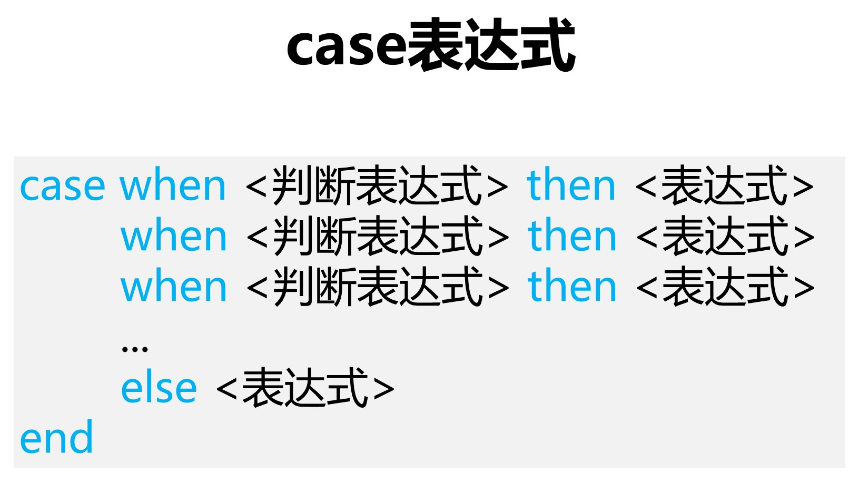 case表达式
case when <判断表达式> then <表达式>
when <判断表达式> then <表达式>
when <判断表达式> then <表达式>
...
else <表达式>
end